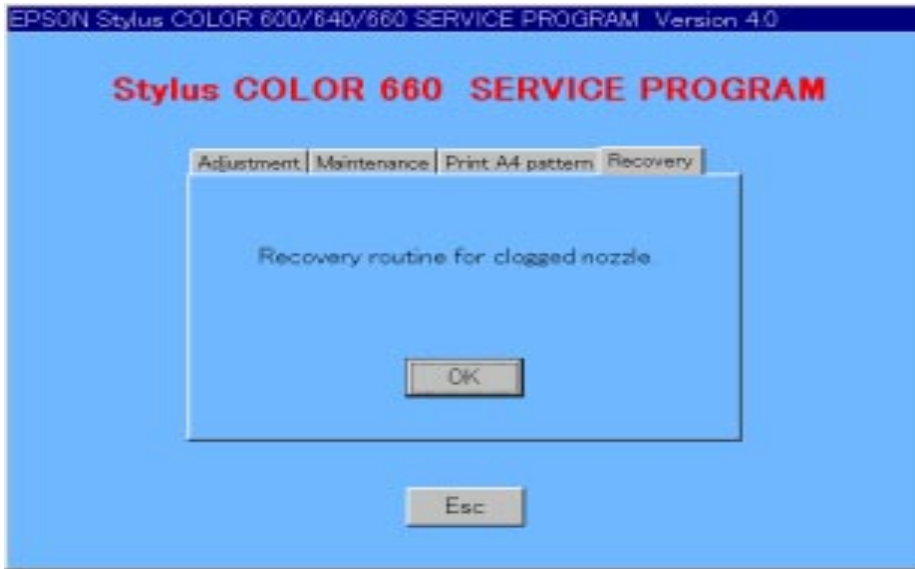 EPSON Stylus COLOR 600/640/660 SERVICE PROGRAM Version 4.0
Stylus COLOR 660 SERVICE PROGRAM
Adjustment Maintenance Print A4 pattern Recovery
Recovery routine for clogged nozzle
OK
Esc